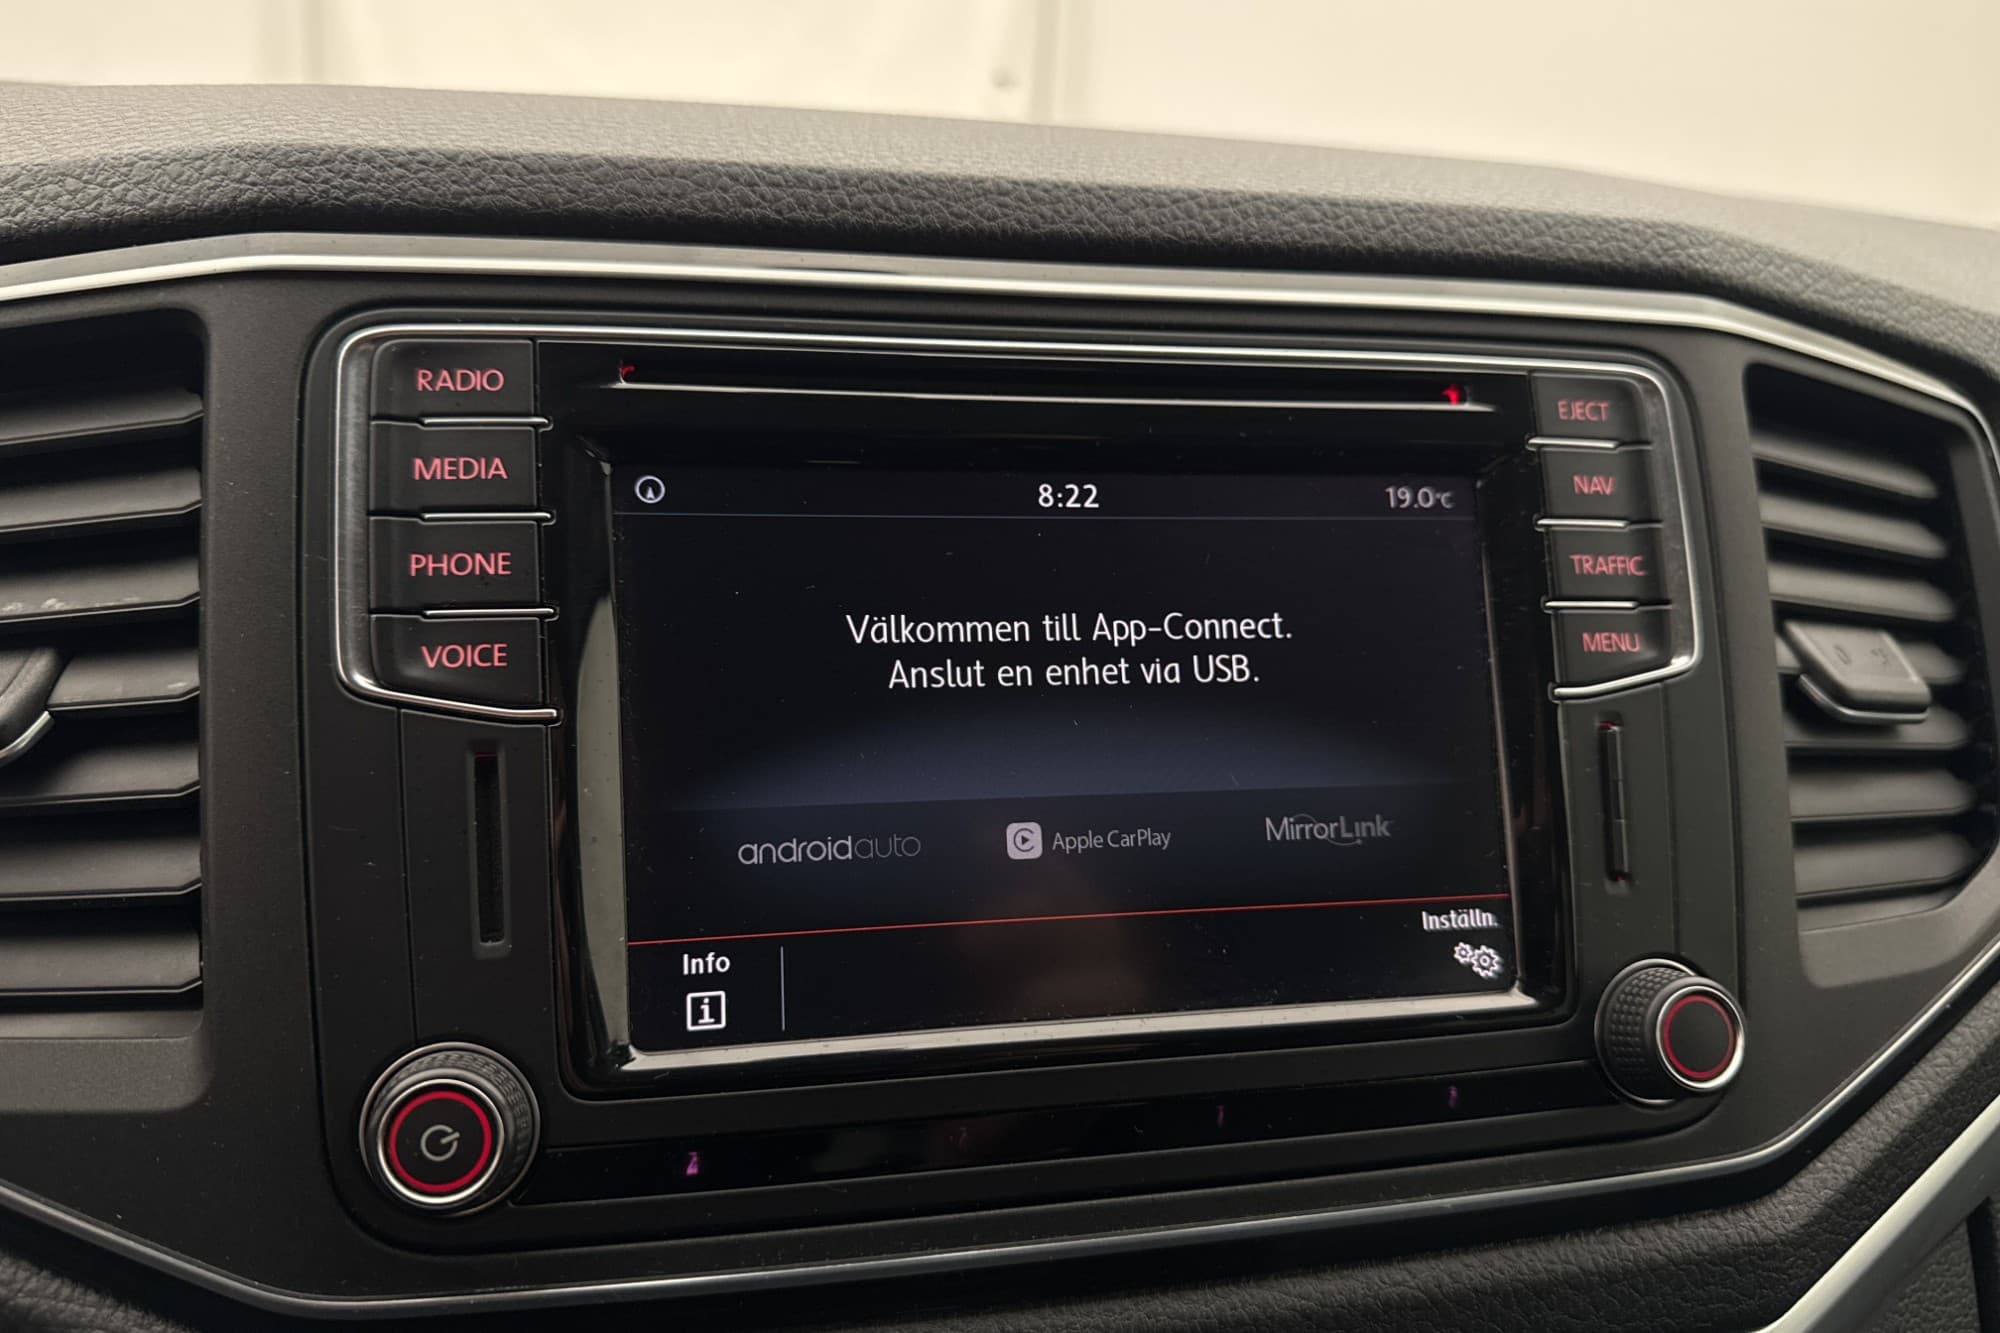 RADIO
MEDIA
PHONE
VOICE
EJECT
NAV
TRAFFIC
MENU
8:22
19.0°C
Välkommen till App-Connect.
Anslut en enhet via USB.
androidauto
Apple CarPlay
MirrorLink
Info
i
Inställn.